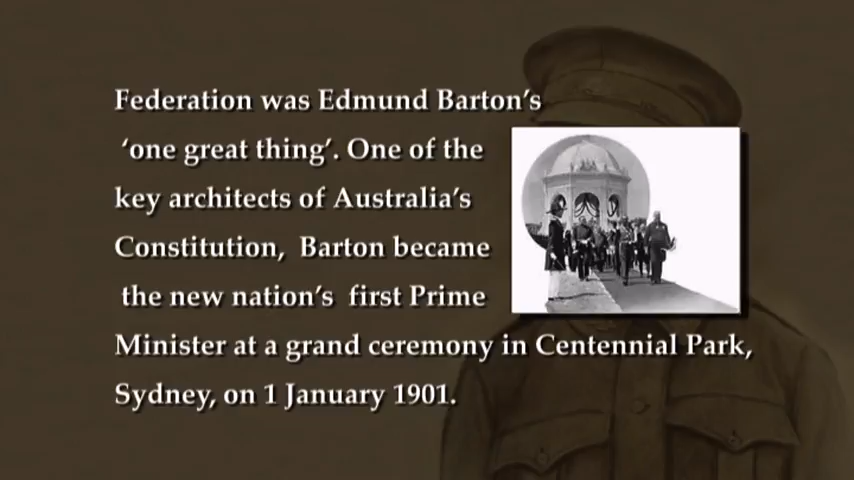 Federation was Edmund Barton's
'one great thing'. One of the
key architects of Australia's
Constitution, Barton became
the new nation's first Prime
Minister at a grand ceremony in Centennial Park,
Sydney, on 1 January 1901.